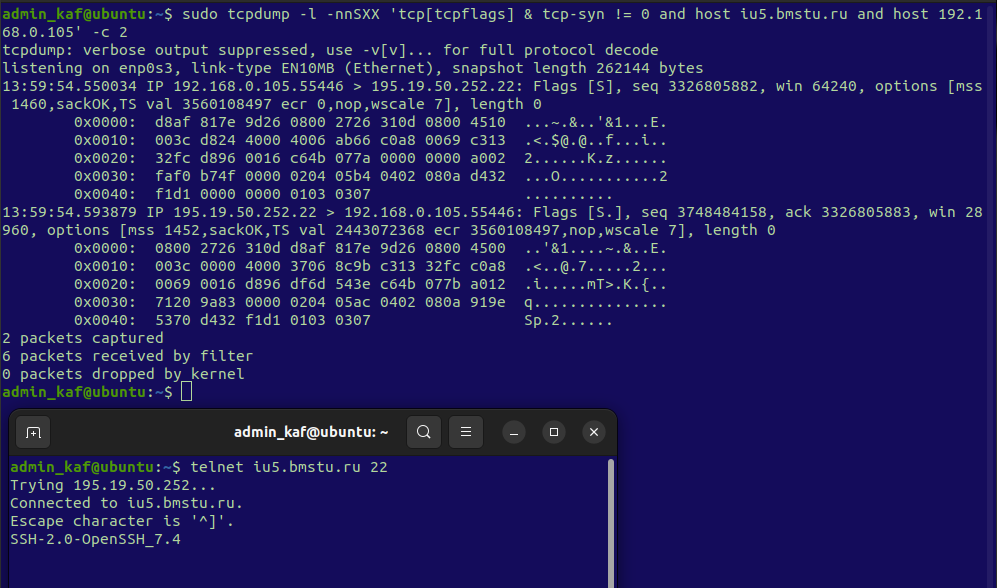 admin_kaf@ubuntu:~$ sudo tcpdump -l -nnSXX 'tcp[tcpflags] & tcp-syn != 0 and host iu5.bmstu.ru and host 192.1
68.0.105' -c 2
tcpdump: verbose output suppressed, use -v[v]... for full protocol decode
listening on enp0s3, link-type EN10MB (Ethernet), snapshot length 262144 bytes
13:59:54.550034 IP 192.168.0.105.55446 > 195.19.50.252.22: Flags [S], seq 3326805882, win 64240, options [mss
 1460,sackOK,TS val 3560108497 ecr 0,nop,wscale 7], length 0
        0x0000:  d8af 817e 9d26 0800 2726 310d 0800 4510  ...~.&..'&1...E.
        0x0010:  003c d824 4000 4006 ab66 c0a8 0069 c313  .<.$@.@..f...i..
        0x0020:  32fc d896 0016 c64b 077a 0000 0000 a002  2......K.z......
        0x0030:  faf0 b74f 0000 0204 05b4 0402 080a d432  ...O...........2
        0x0040:  f1d1 0000 0000 0103 0307                 ..........
13:59:54.593879 IP 195.19.50.252.22 > 192.168.0.105.55446: Flags [S.], seq 3748484158, ack 3326805883, win 28
960, options [mss 1452,sackOK,TS val 2443072368 ecr 3560108497,nop,wscale 7], length 0
        0x0000:  0800 2726 310d d8af 817e 9d26 0800 4500  ..'&1....~.&..E.
        0x0010:  003c 0000 4000 3706 8c9b c313 32fc c0a8  .<..@.7.....2...
        0x0020:  0069 0016 d896 df6d 543e c64b 077b a012  .i.....mT>.K.{..
        0x0030:  7120 9a83 0000 0204 05ac 0402 080a 919e  q...............
        0x0040:  5370 d432 f1d1 0103 0307                 Sp.2......
2 packets captured
6 packets received by filter
0 packets dropped by kernel
admin_kaf@ubuntu:~$
admin_kaf@ubuntu: ~
admin_kaf@ubuntu:~$ telnet iu5.bmstu.ru 22
Trying 195.19.50.252...
Connected to iu5.bmstu.ru.
Escape character is '^]'.
SSH-2.0-OpenSSH_7.4